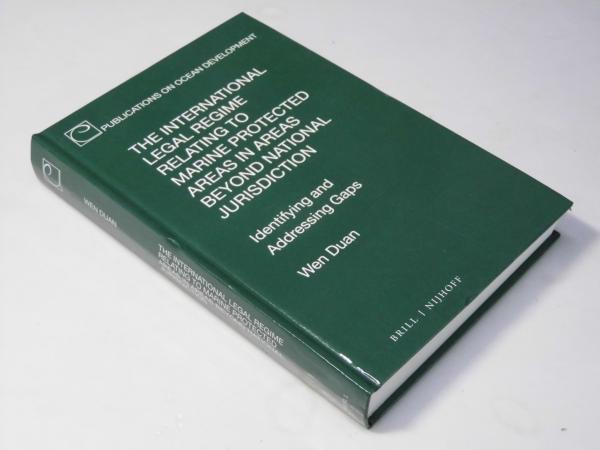 PUBLICATIONS ON OCEAN DEVELOPMENT
THE INTERNATIONAL
LEGAL REGIME
RELATING TO
MARINE PROTECTED
AREAS IN AREAS
BEYOND NATIONAL
JURISDICTION
Identifying and
Addressing Gaps
Wen Duan
BRILL | NIJHOFF
WEN DUAN
THE INTERNATIONAL LEGAL REGIME
RELATING TO MARINE PROTECTED